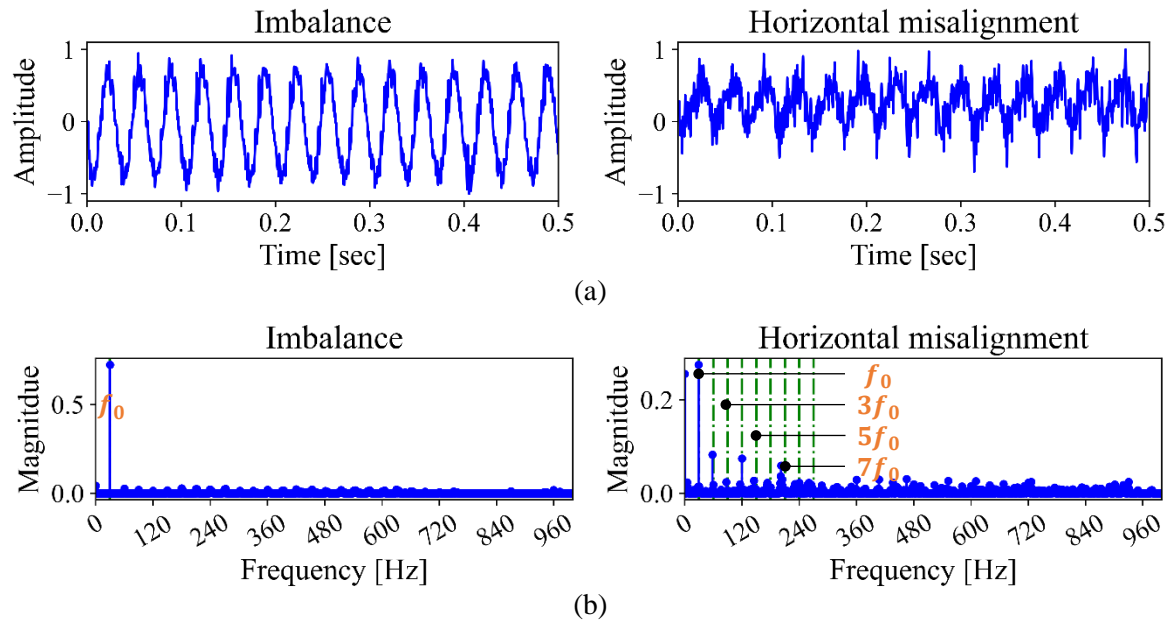 Imbalance
Horizontal misalignment
Amplitude
1
0
−1
0.0 0.1 0.2 0.3 0.4 0.5
Time [sec]
Amplitude
1
0
−1
0.0 0.1 0.2 0.3 0.4 0.5
Time [sec]
(a)
Imbalance
Horizontal misalignment
Magnitdue
0.5
0.0
f0
0 120 240 360 480 600 720 840 960
Frequency [Hz]
Magnitdue
0.2
0.0
f0
3f0
5f0
7f0
0 120 240 360 480 600 720 840 960
Frequency [Hz]
(b)